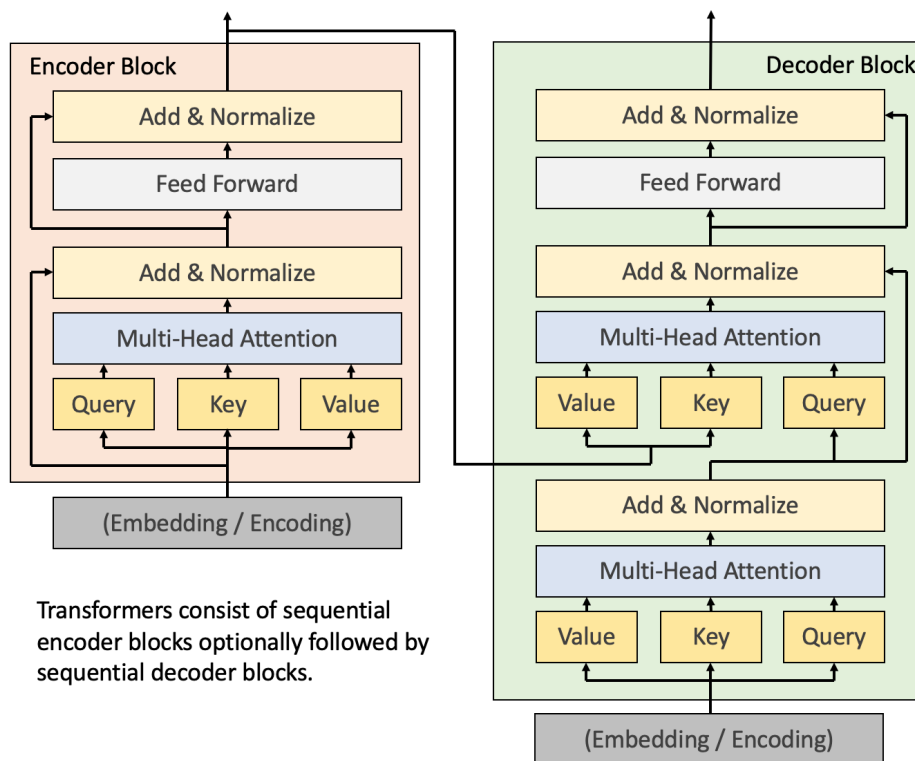 Encoder Block
Add & Normalize
Feed Forward
Add & Normalize
Multi-Head Attention
Query Key Value
(Embedding / Encoding)
Transformers consist of sequential
encoder blocks optionally followed by
sequential decoder blocks.
Decoder Block
Add & Normalize
Feed Forward
Add & Normalize
Multi-Head Attention
Value Key Query
Add & Normalize
Multi-Head Attention
Value Key Query
(Embedding / Encoding)